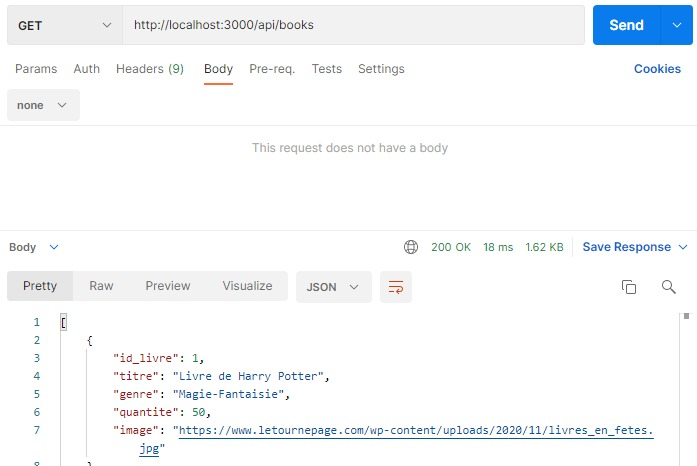 GET http://localhost:3000/api/books Send
Params Auth Headers (9) Body Pre-req. Tests Settings Cookies
none
This request does not have a body
Body 200 OK 18 ms 1.62 KB Save Response
Pretty Raw Preview Visualize JSON
1 [
2 {
3 "id_livre": 1,
4 "titre": "Livre de Harry Potter",
5 "genre": "Magie-Fantaisie",
6 "quantite": 50,
7 "image": "https://www.letournepage.com/wp-content/uploads/2020/11/livres_en_fetes.
jpg"